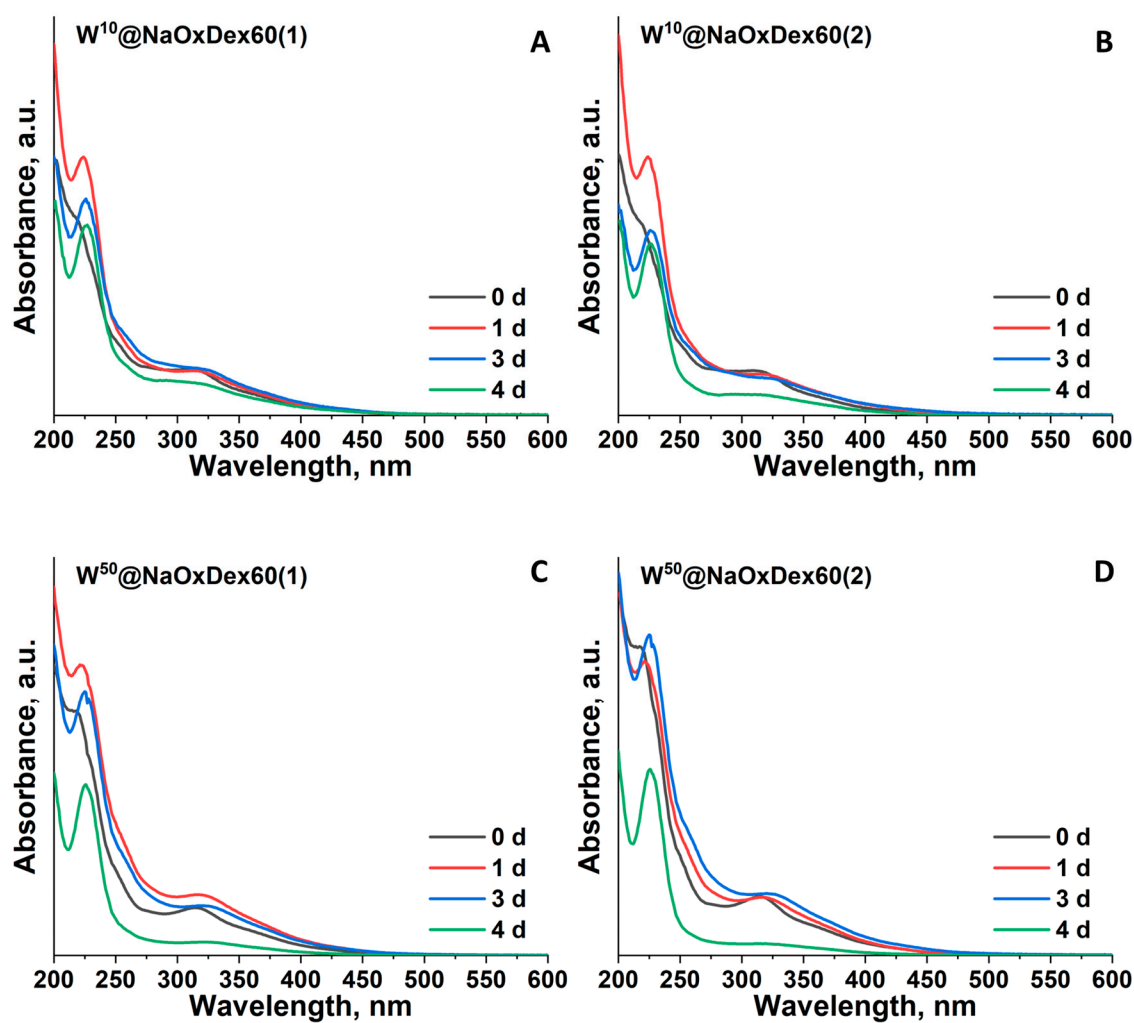 W¹⁰@NaOxDex60(1)
A
Absorbance, a.u.
0 d
1 d
3 d
4 d
200 250 300 350 400 450 500 550 600
Wavelength, nm
W¹⁰@NaOxDex60(2)
B
Absorbance, a.u.
0 d
1 d
3 d
4 d
200 250 300 350 400 450 500 550 600
Wavelength, nm
W⁵⁰@NaOxDex60(1)
C
Absorbance, a.u.
0 d
1 d
3 d
4 d
200 250 300 350 400 450 500 550 600
Wavelength, nm
W⁵⁰@NaOxDex60(2)
D
Absorbance, a.u.
0 d
1 d
3 d
4 d
200 250 300 350 400 450 500 550 600
Wavelength, nm